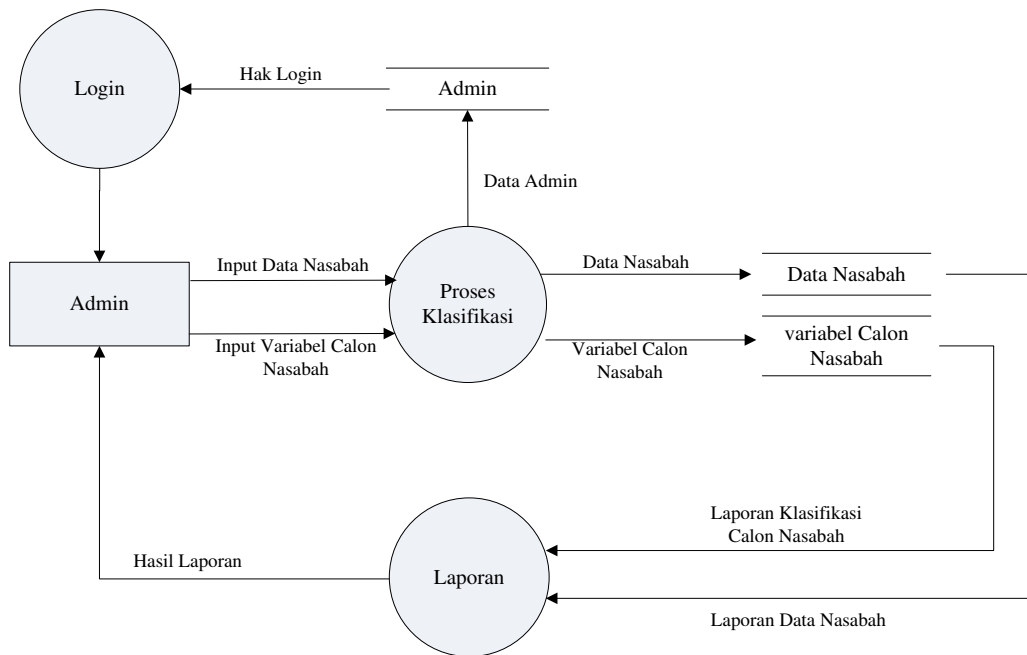 Hak Login
Login
Admin
Data Admin
Input Data Nasabah
Data Nasabah
Data Nasabah
Admin
Proses
Klasifikasi
Input Variabel Calon
Nasabah
Variabel Calon
Nasabah
variabel Calon
Nasabah
Laporan Klasifikasi
Calon Nasabah
Hasil Laporan
Laporan
Laporan Data Nasabah